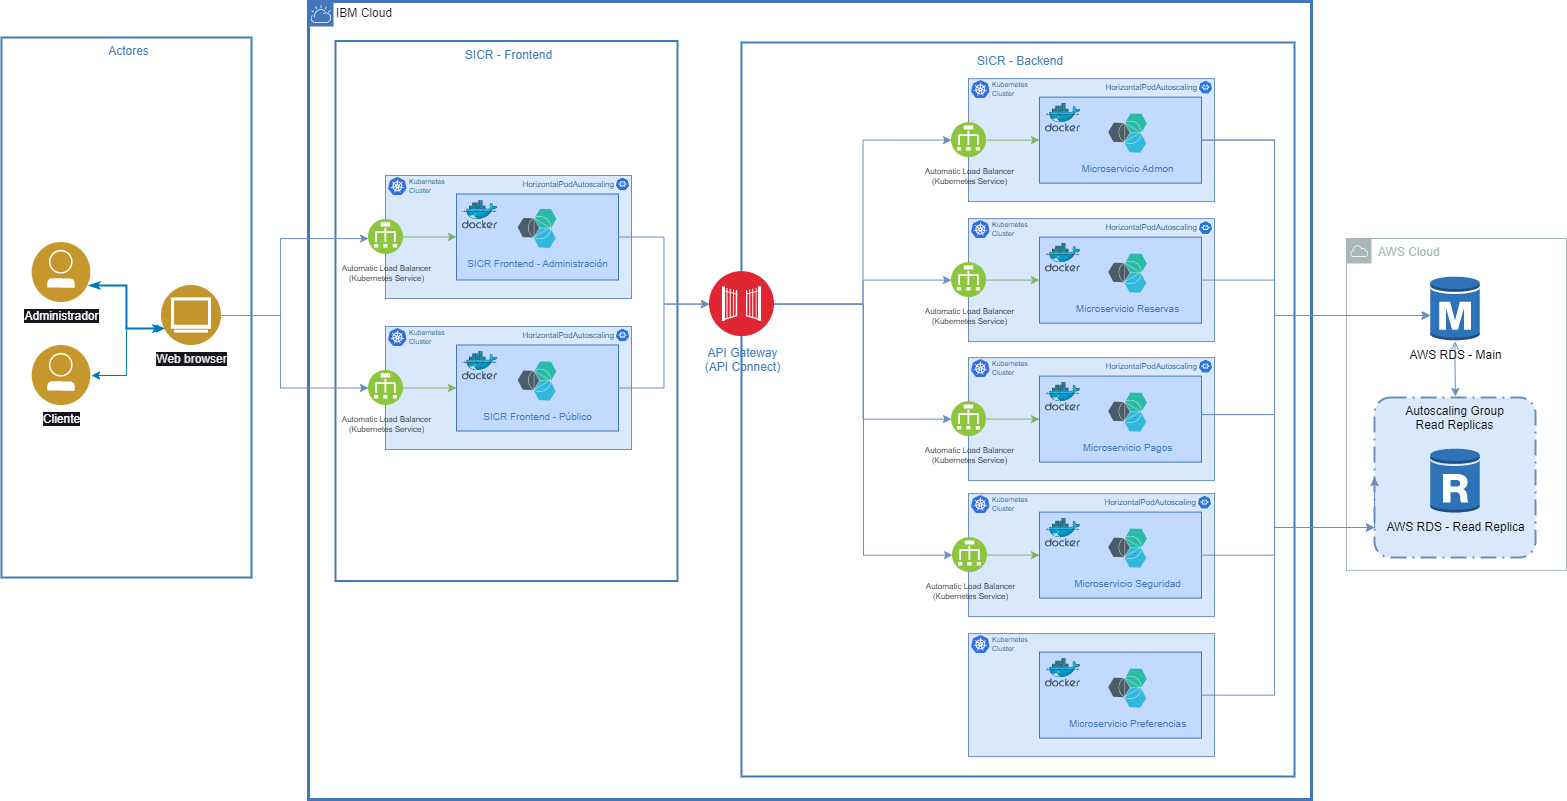 IBM Cloud
Actores
Administrador
Cliente
Web browser
SICR - Frontend
Kubernetes
Cluster
HorizontalPodAutoscaling
docker
SICR Frontend - Administración
Automatic Load Balancer
(Kubernetes Service)
Kubernetes
Cluster
HorizontalPodAutoscaling
docker
SICR Frontend - Público
Automatic Load Balancer
(Kubernetes Service)
API Gateway
(API Connect)
SICR - Backend
Kubernetes
Cluster
HorizontalPodAutoscaling
docker
Microservicio Admon
Automatic Load Balancer
(Kubernetes Service)
Kubernetes
Cluster
HorizontalPodAutoscaling
docker
Microservicio Reservas
Automatic Load Balancer
(Kubernetes Service)
Kubernetes
Cluster
HorizontalPodAutoscaling
docker
Microservicio Pagos
Automatic Load Balancer
(Kubernetes Service)
Kubernetes
Cluster
HorizontalPodAutoscaling
docker
Microservicio Seguridad
Automatic Load Balancer
(Kubernetes Service)
Kubernetes
Cluster
docker
Microservicio Preferencias
AWS Cloud
M
AWS RDS - Main
Autoscaling Group
Read Replicas
R
AWS RDS - Read Replica